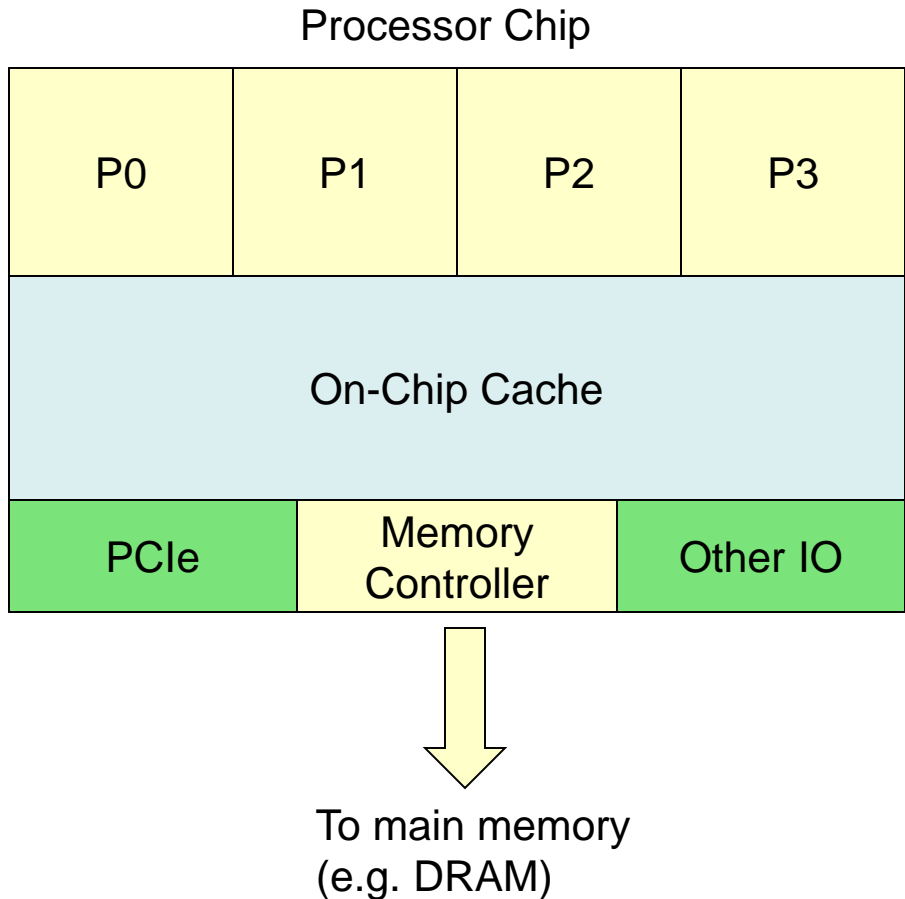 Processor Chip
P0
P1
P2
P3
On-Chip Cache
PCIe
Memory
Controller
Other IO
To main memory
(e.g. DRAM)